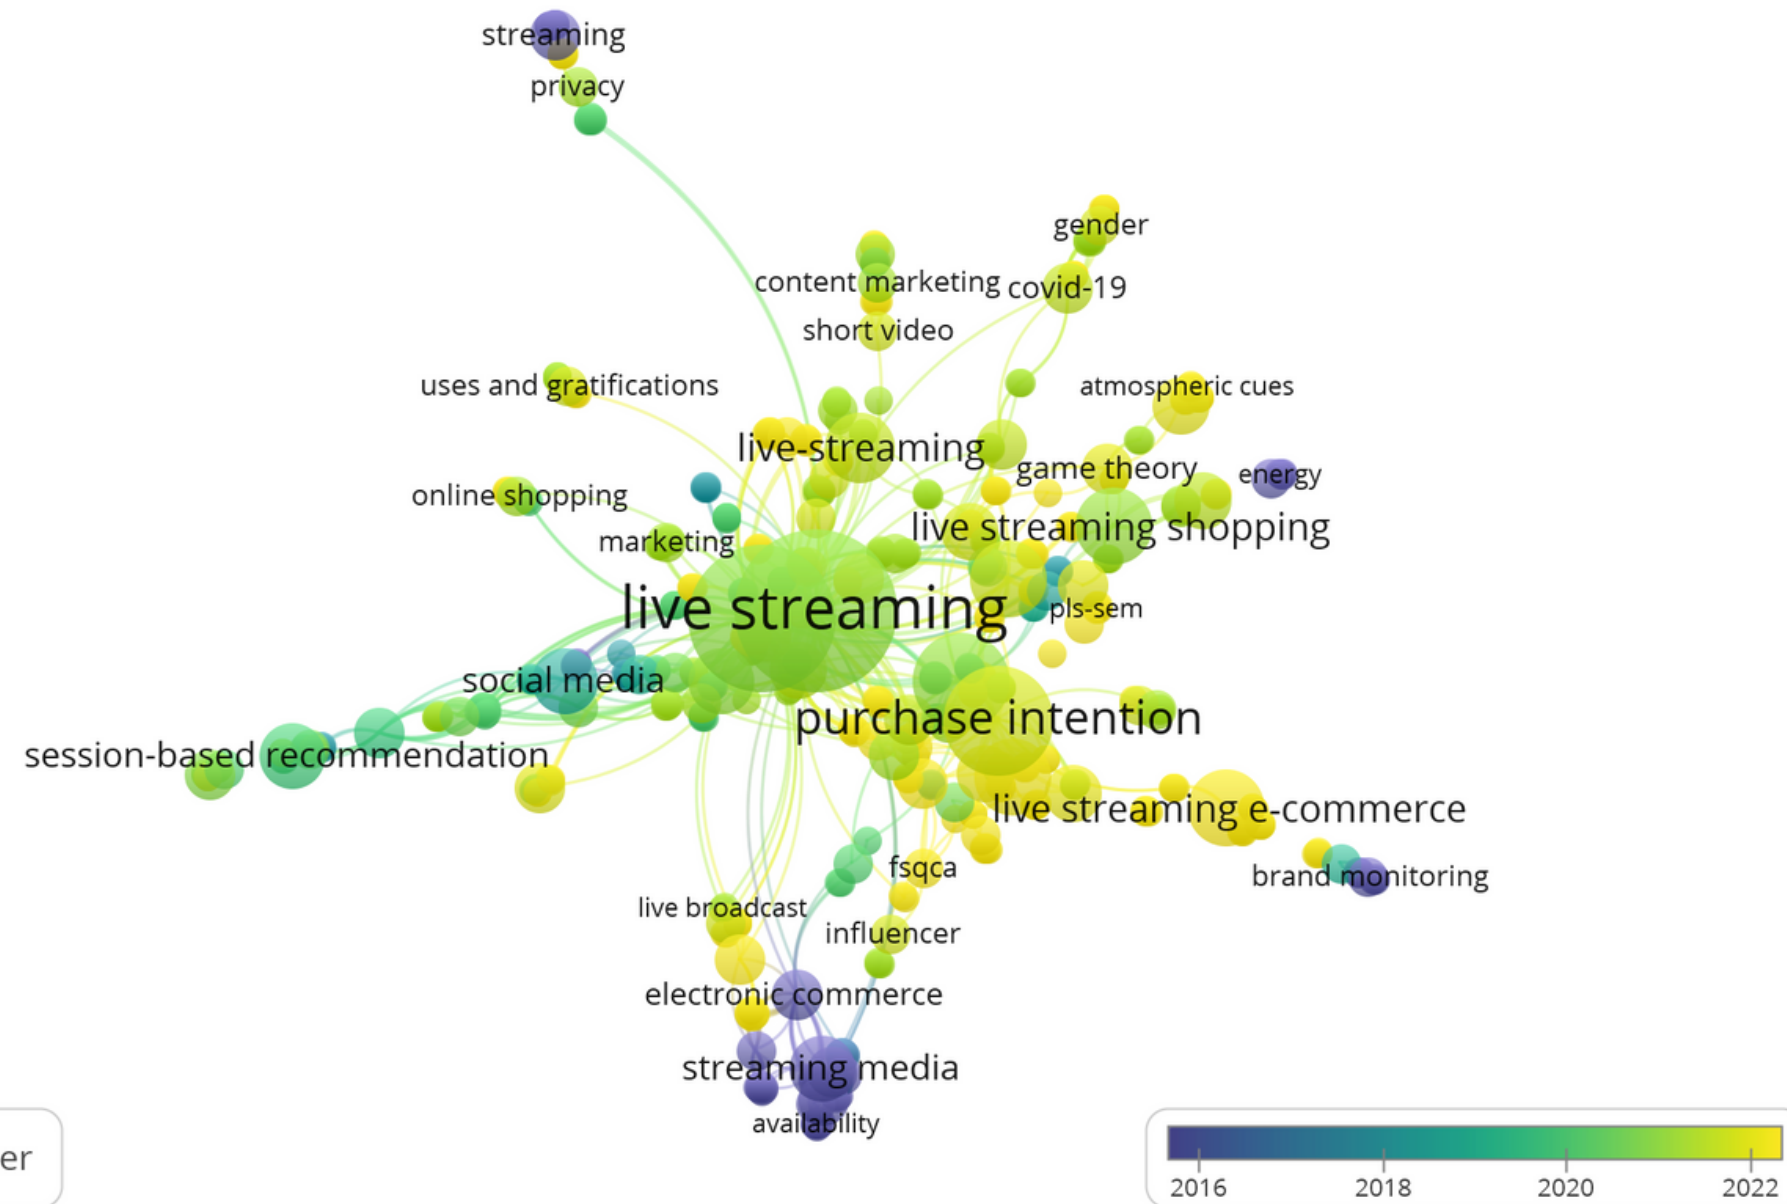 streaming
privacy
gender
content marketing
covid-19
short video
uses and gratifications
atmospheric cues
live-streaming
game theory
energy
online shopping
live streaming shopping
marketing
live streaming
pls-sem
social media
purchase intention
session-based recommendation
live streaming e-commerce
fsqca
brand monitoring
live broadcast
influencer
electronic commerce
streaming media
availability
er
2016
2018
2020
2022